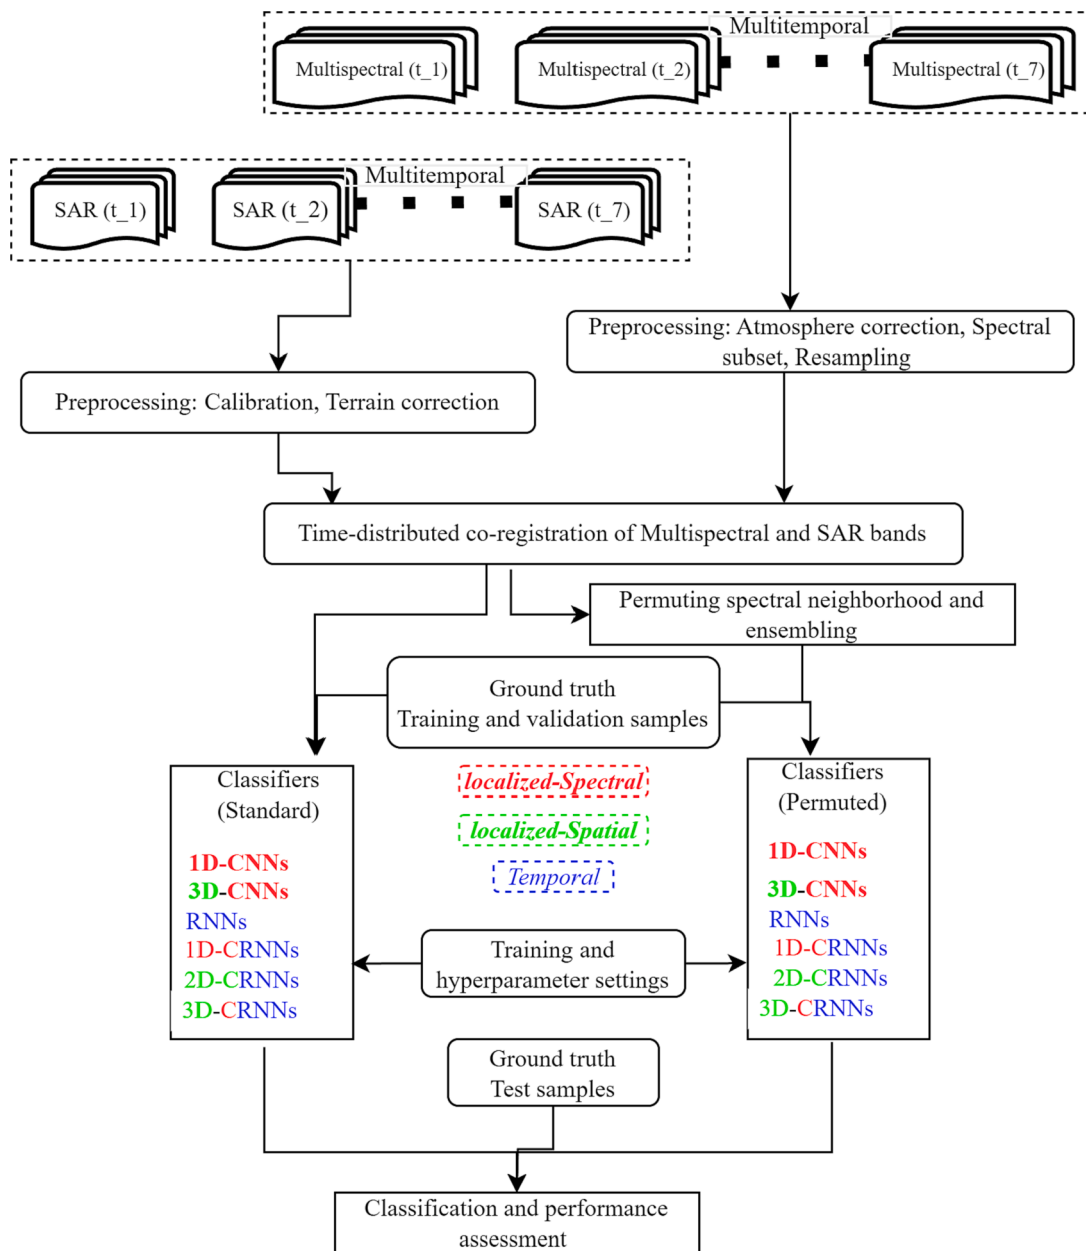 Multitemporal
Multispectral (t_1)
Multispectral (t_2)
Multispectral (t_7)
Multitemporal
SAR (t_1)
SAR (t_2)
SAR (t_7)
Preprocessing: Atmosphere correction, Spectral
subset, Resampling
Preprocessing: Calibration, Terrain correction
Time-distributed co-registration of Multispectral and SAR bands
Permuting spectral neighborhood and
ensembling
Ground truth
Training and validation samples
Classifiers
(Standard)
1D-CNNs
3D-CNNs
RNNs
1D-CRNNs
2D-CRNNs
3D-CRNNs
localized-Spectral
localized-Spatial
Temporal
Classifiers
(Permuted)
1D-CNNs
3D-CNNs
RNNs
1D-CRNNs
2D-CRNNs
3D-CRNNs
Training and
hyperparameter settings
Ground truth
Test samples
Classification and performance
assessment